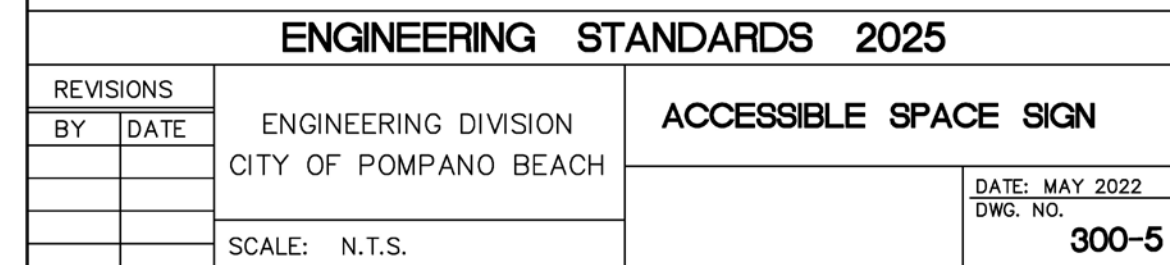 ENGINEERING STANDARDS 2025
REVISIONS
BY DATE
ENGINEERING DIVISION
CITY OF POMPANO BEACH
SCALE: N.T.S.
ACCESSIBLE SPACE SIGN
DATE: MAY 2022
DWG. NO.
300-5